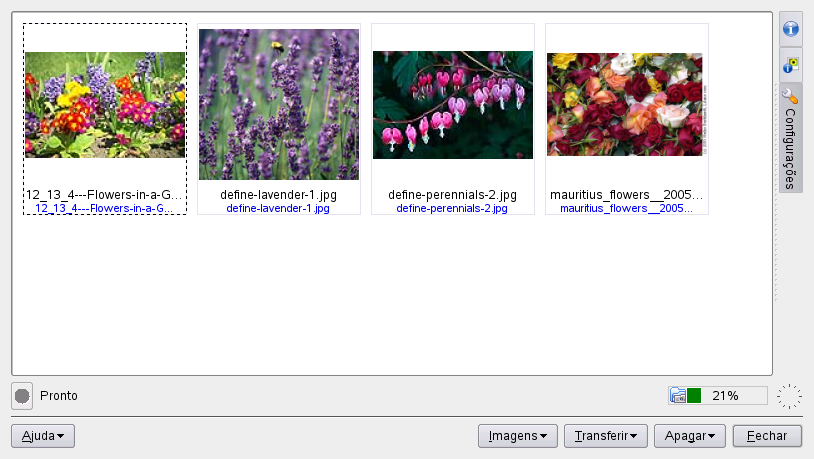 12_13_4---Flowers-in-a-G...
12_13_4---Flowers-in-a-G...
define-lavender-1.jpg
define-lavender-1.jpg
define-perennials-2.jpg
define-perennials-2.jpg
mauritius_flowers__2005...
mauritius_flowers__2005...
Configurações
Pronto
21%
Ajuda
Imagens
Transferir
Apagar
Fechar